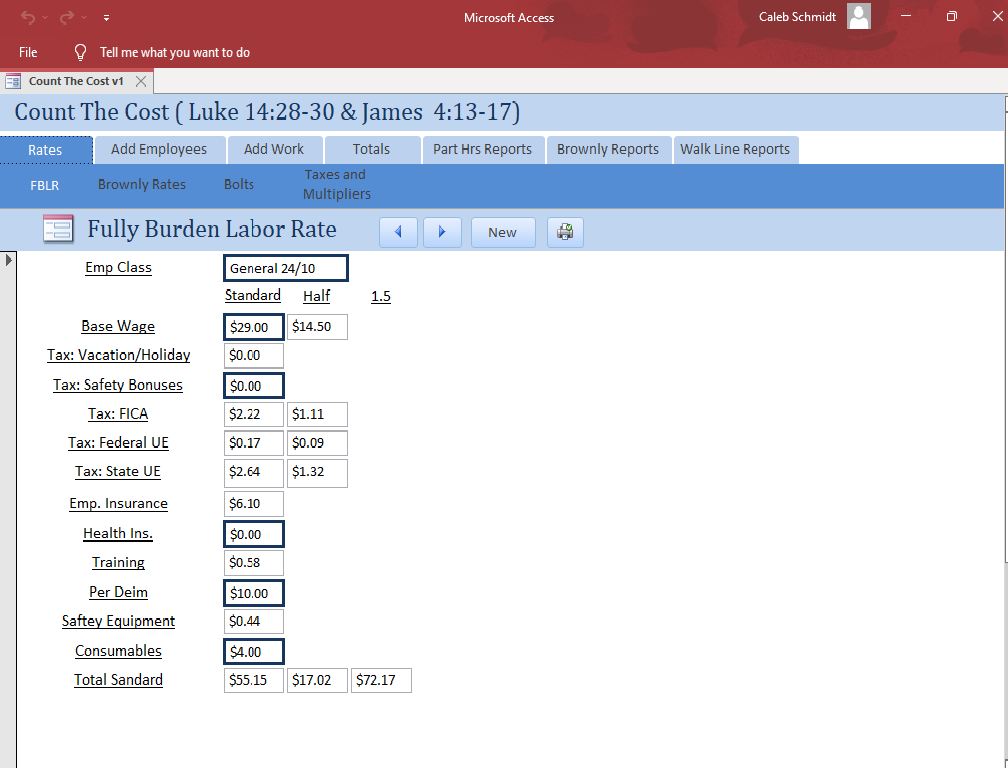 Microsoft Access
Caleb Schmidt
File
Tell me what you want to do
Count The Cost v1
Count The Cost ( Luke 14:28-30 & James 4:13-17)
Rates Add Employees Add Work Totals Part Hrs Reports Brownly Reports Walk Line Reports
FBLR Brownly Rates Bolts Taxes and Multipliers
Fully Burden Labor Rate New
Emp Class General 24/10
Standard Half 1.5
Base Wage $29.00 $14.50
Tax: Vacation/Holiday $0.00
Tax: Safety Bonuses $0.00
Tax: FICA $2.22 $1.11
Tax: Federal UE $0.17 $0.09
Tax: State UE $2.64 $1.32
Emp. Insurance $6.10
Health Ins. $0.00
Training $0.58
Per Deim $10.00
Saftey Equipment $0.44
Consumables $4.00
Total Sandard $55.15 $17.02 $72.17